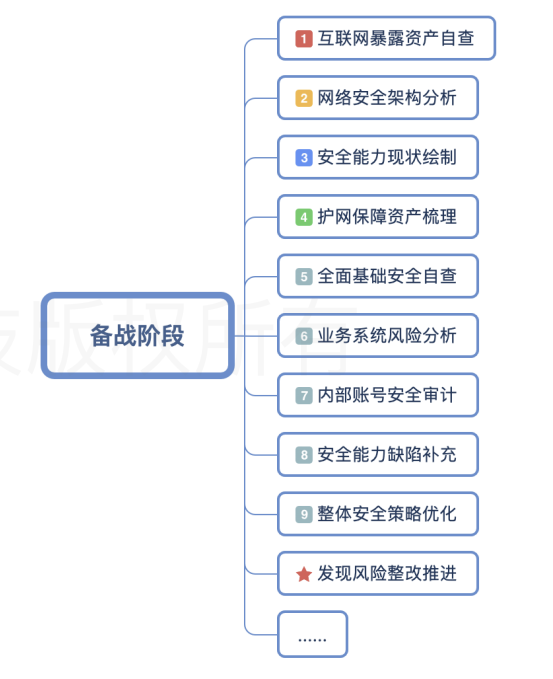 1 互联网暴露资产自查
2 网络安全架构分析
3 安全能力现状绘制
4 护网保障资产梳理
5 全面基础安全自查
备战阶段
6 业务系统风险分析
7 内部账号安全审计
8 安全能力缺陷补充
9 整体安全策略优化
发现风险整改推进
......
版权所有